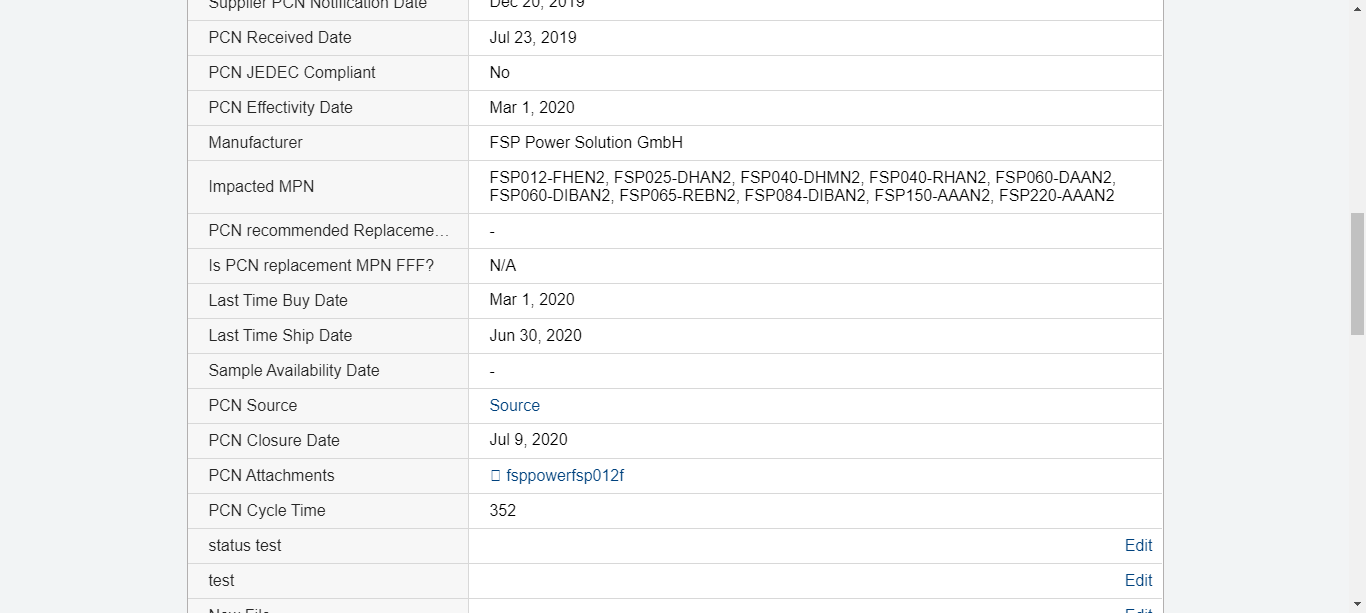 Supplier PCN Notification Date Dec 20, 2019
PCN Received Date Jul 23, 2019
PCN JEDEC Compliant No
PCN Effectivity Date Mar 1, 2020
Manufacturer FSP Power Solution GmbH
Impacted MPN FSP012-FHEN2, FSP025-DHAN2, FSP040-DHMN2, FSP040-RHAN2, FSP060-DAAN2,
FSP060-DIBAN2, FSP065-REBN2, FSP084-DIBAN2, FSP150-AAAN2, FSP220-AAAN2
PCN recommended Replaceme... -
Is PCN replacement MPN FFF? N/A
Last Time Buy Date Mar 1, 2020
Last Time Ship Date Jun 30, 2020
Sample Availability Date -
PCN Source Source
PCN Closure Date Jul 9, 2020
PCN Attachments fsppowerfsp012f
PCN Cycle Time 352
status test Edit
test Edit
New File Edit